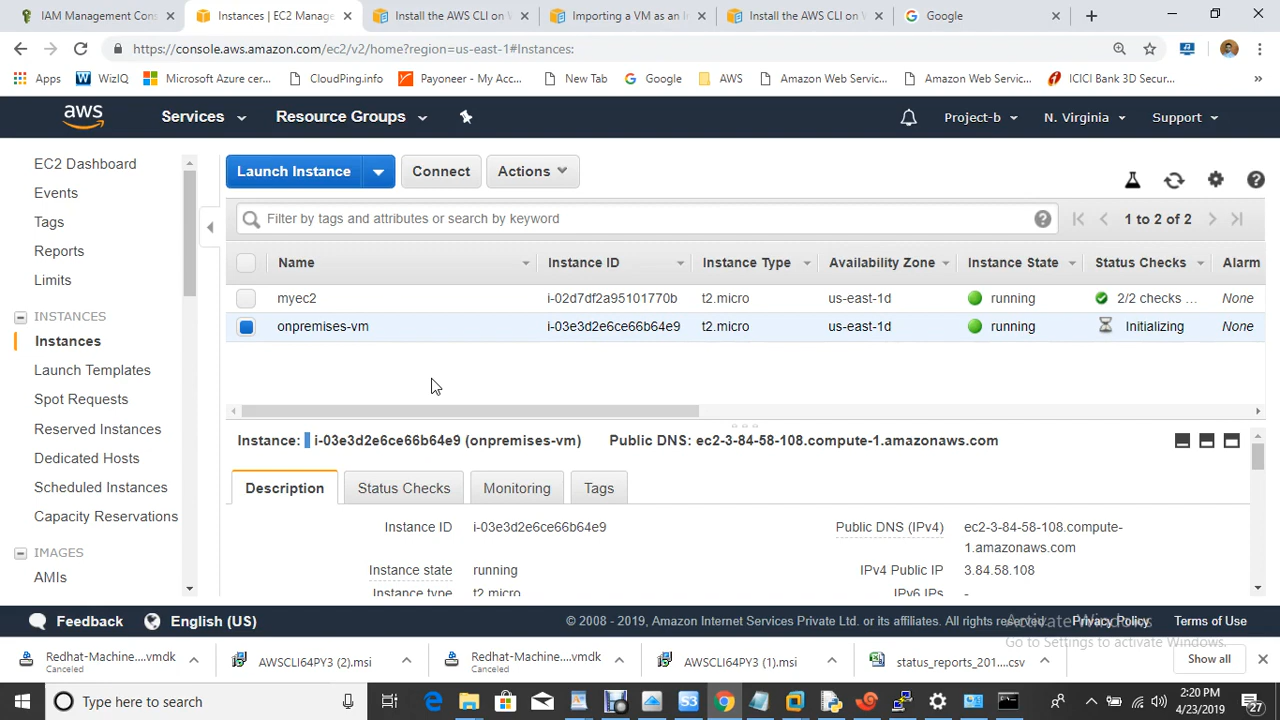 IAM Management Con
Instances | EC2 Manage
Install the AWS CLI on
Importing a VM as an I
Install the AWS CLI on
Google
https://console.aws.amazon.com/ec2/v2/home?region=us-east-1#Instances:
Apps
WizIQ
Microsoft Azure cer...
CloudPing.info
Payoneer - My Acco...
New Tab
Google
AWS
Amazon Web Servic...
Amazon Web Servic...
ICICI Bank 3D Secur...
»
aws
Services
Resource Groups
Project-b
N. Virginia
Support
EC2 Dashboard
Events
Tags
Reports
Limits
INSTANCES
Instances
Launch Templates
Spot Requests
Reserved Instances
Dedicated Hosts
Scheduled Instances
Capacity Reservations
IMAGES
AMIs
Launch Instance
Connect
Actions
Filter by tags and attributes or search by keyword
1 to 2 of 2
Name Instance ID Instance Type Availability Zone Instance State Status Checks Alarm
myec2 i-02d7df2a95101770b t2.micro us-east-1d running 2/2 checks ... None
onpremises-vm i-03e3d2e6ce66b64e9 t2.micro us-east-1d running Initializing None
Instance: i-03e3d2e6ce66b64e9 (onpremises-vm) Public DNS: ec2-3-84-58-108.compute-1.amazonaws.com
Description Status Checks Monitoring Tags
Instance ID i-03e3d2e6ce66b64e9 Public DNS (IPv4) ec2-3-84-58-108.compute-
1.amazonaws.com
Instance state running IPv4 Public IP 3.84.58.108
Instance type t2.micro IPv6 IPs -
Feedback English (US)
© 2008 - 2019, Amazon Internet Services Private Ltd. or its affiliates. All rights reserved. Privacy Policy Terms of Use
Activate Windows
Go to Settings to activate Windows.
Redhat-Machine....vmdk
Canceled
AWSCLI64PY3 (2).msi
Redhat-Machine....vmdk
Canceled
AWSCLI64PY3 (1).msi
status_reports_201....csv
Show all
Type here to search
2:20 PM
4/23/2019
27